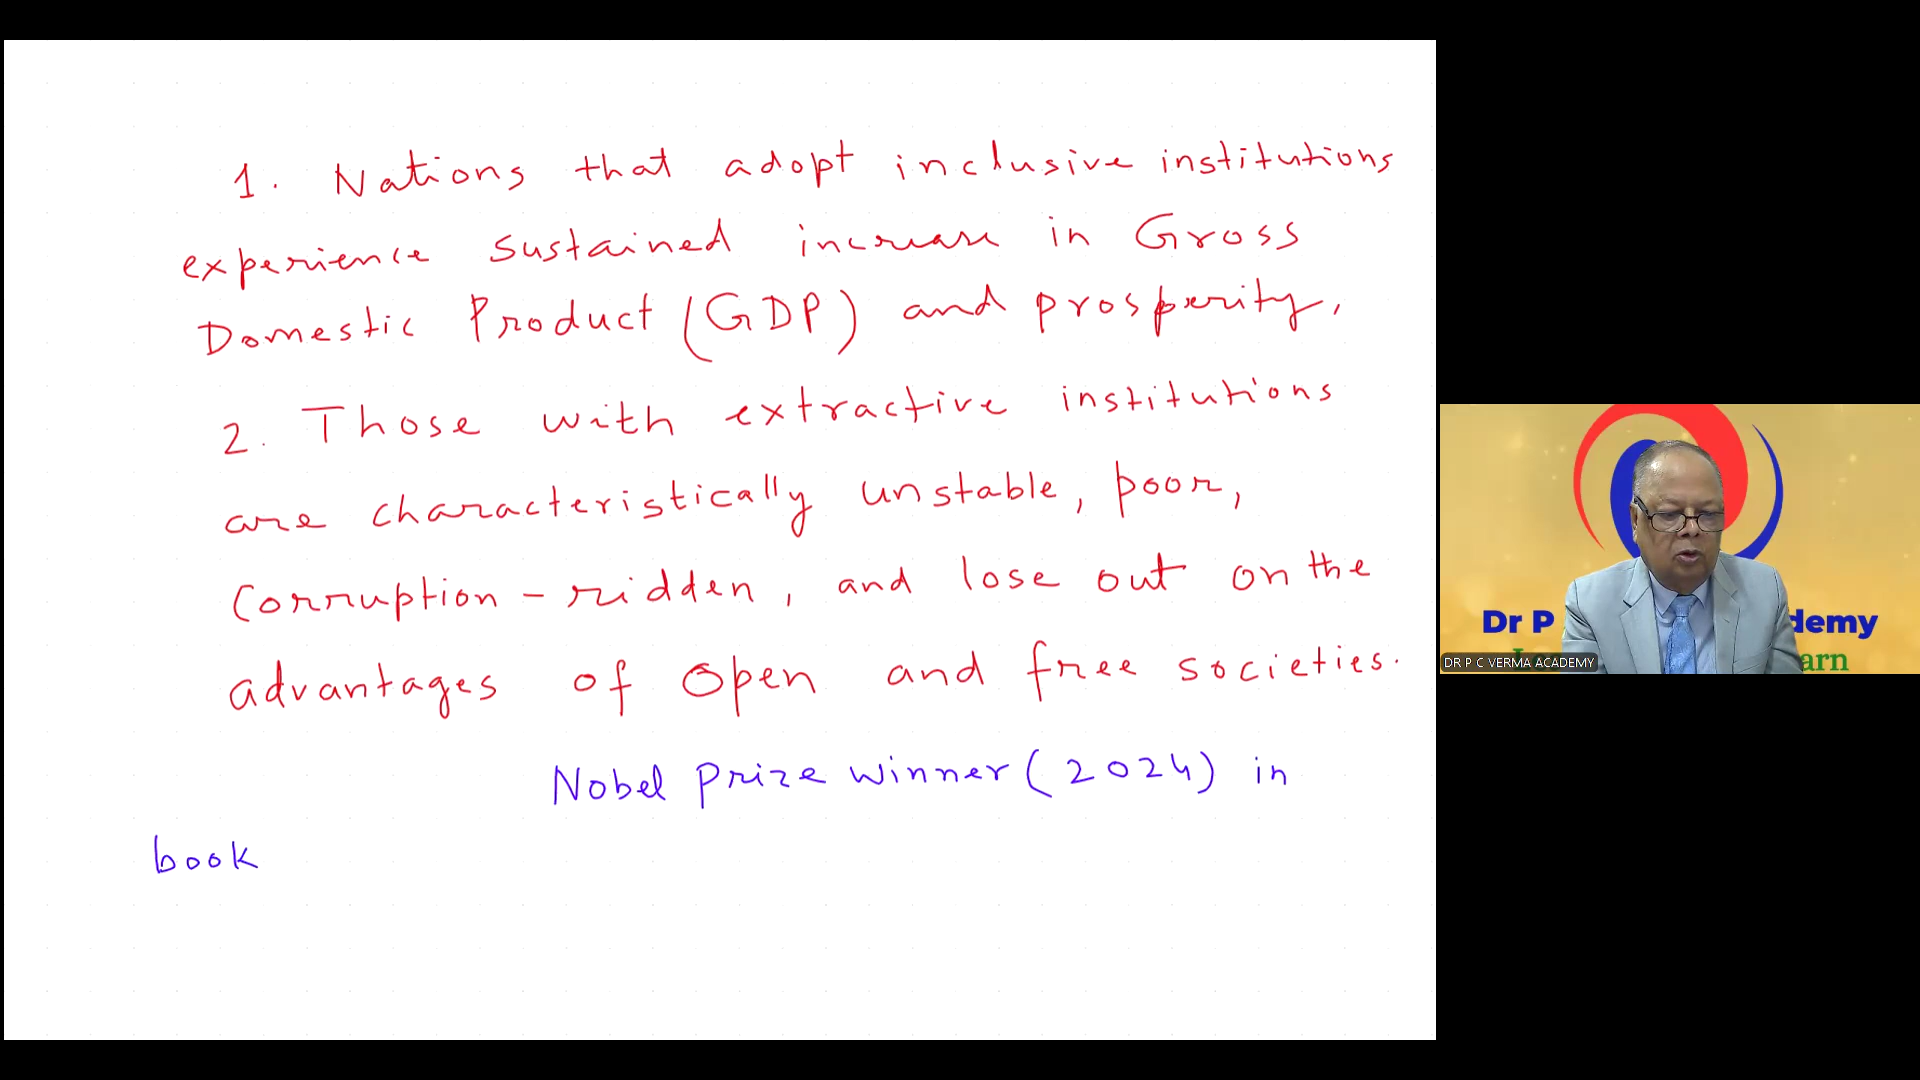 1. Nations that adopt inclusive institutions
experience sustained increase in Gross
Domestic Product (GDP) and prosperity,
2. Those with extractive institutions
are characteristically unstable, poor,
corruption-ridden, and lose out on the
advantages of open and free societies.
Nobel Prize winner (2024) in
book
Dr P
demy
arn
DR P C VERMA ACADEMY